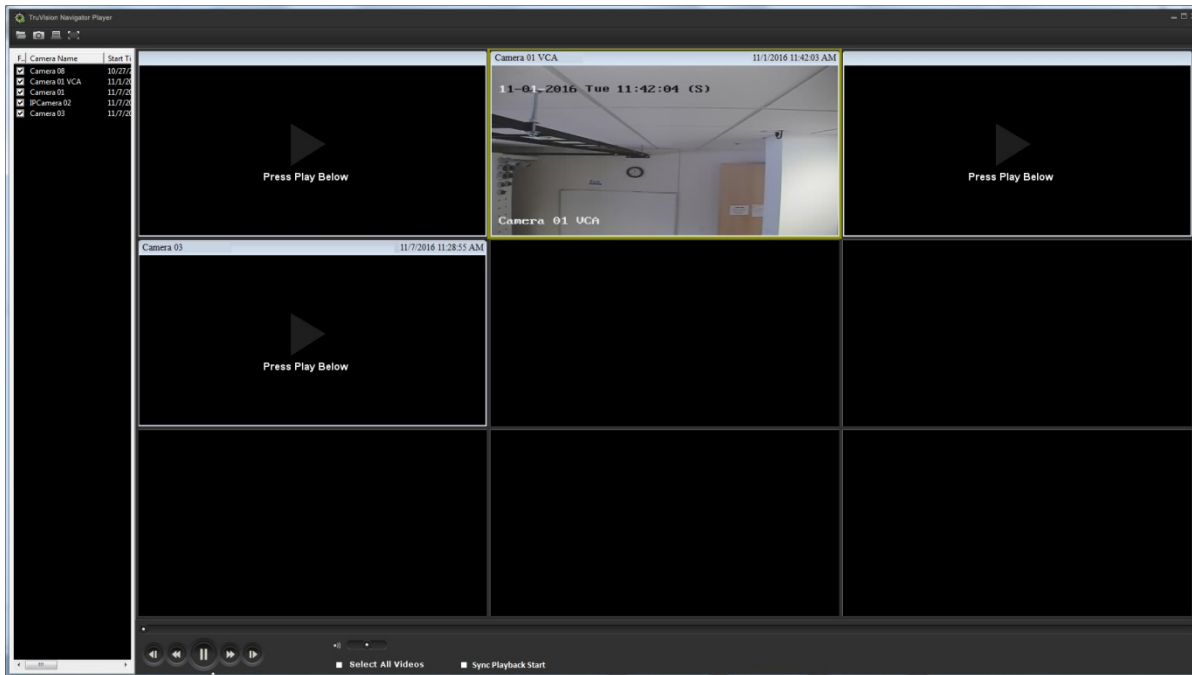 TruVision Navigator Player
F.. Camera Name Start Ti
Camera 08 10/27/2
Camera 01 VCA 11/1/20
Camera 01 11/7/20
IPCamera 02 11/7/20
Camera 03 11/7/20
Press Play Below
Camera 01 VCA 11/1/2016 11:42:03 AM
11-01-2016 Tue 11:42:04 (S)
Camera 01 VCA
Press Play Below
Camera 03 11/7/2016 11:28:55 AM
Press Play Below
Select All Videos
Sync Playback Start